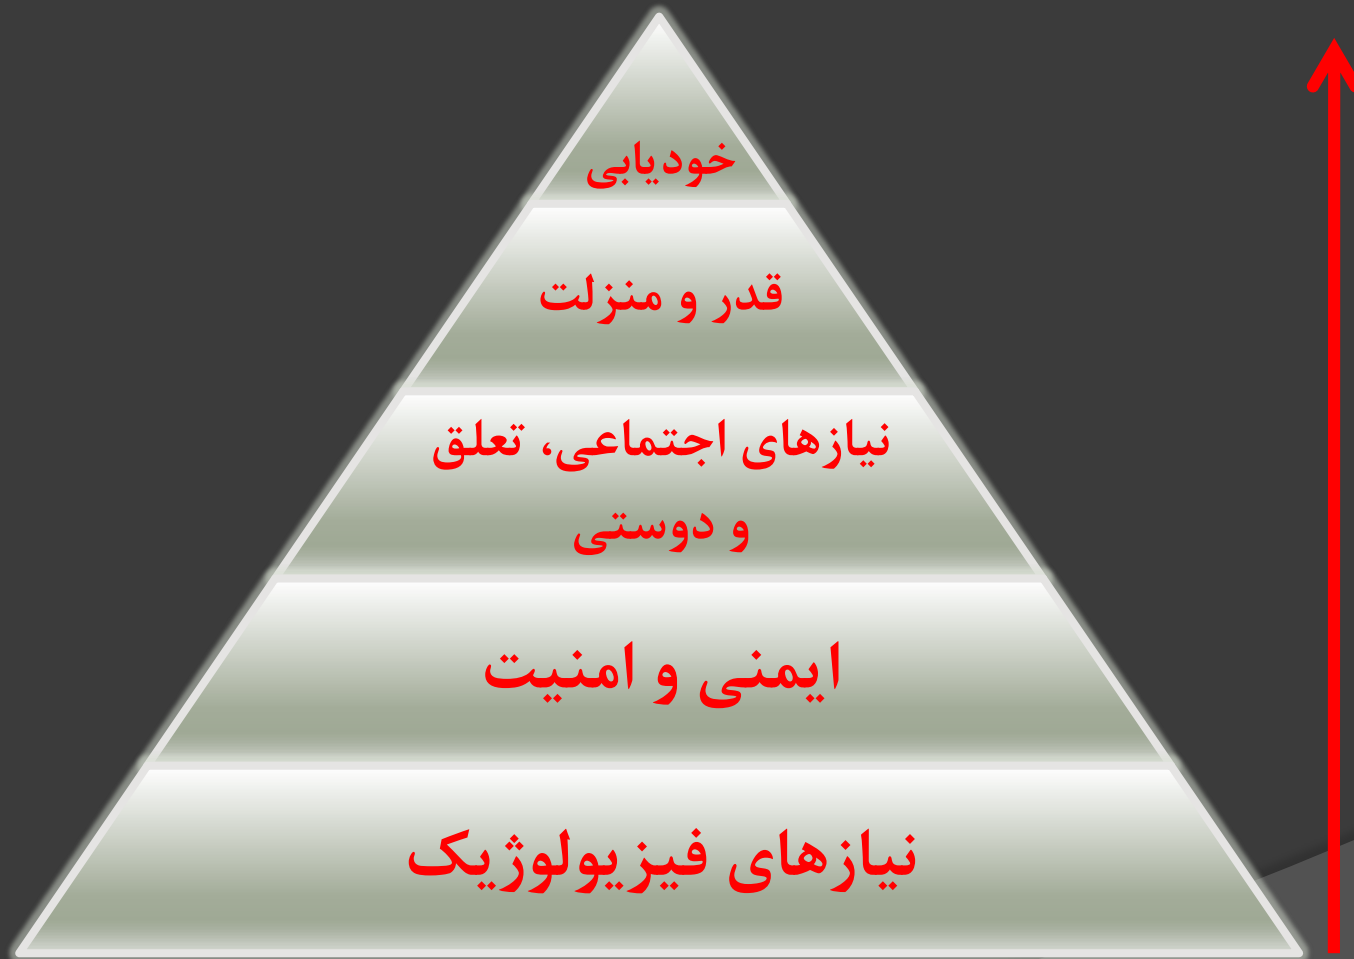 خودیابی
قدر و منزلت
نیازهای اجتماعی، تعلق
و دوستی
ایمنی و امنیت
نیازهای فیزیولوژیک